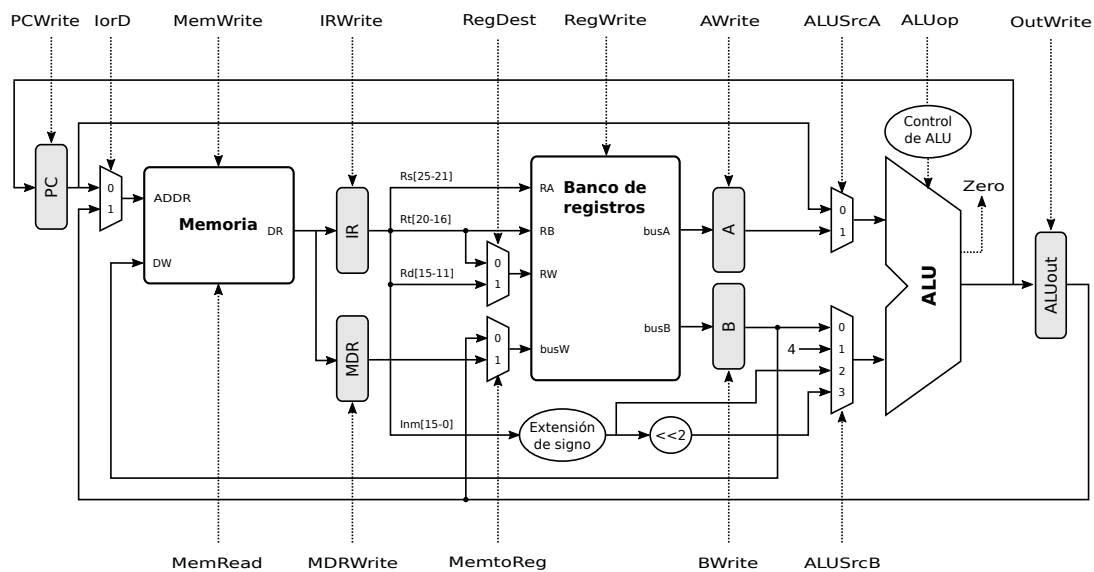 PCWrite IorD MemWrite IRWrite RegDest RegWrite AWrite ALUSrcA ALUop OutWrite
Control
de ALU
PC
0
1
ADDR
Memoria
DR
DW
IR
MDR
Rs[25-21]
Rt[20-16]
Rd[15-11]
Inm[15-0]
0
1
0
1
RA
RB
RW
busW
Banco de
registros
busA
busB
A
B
4
0
1
0
1
2
3
ALU
Zero
ALUout
Extensión
de signo
<<2
MemRead MDRWrite MemtoReg BWrite ALUSrcB